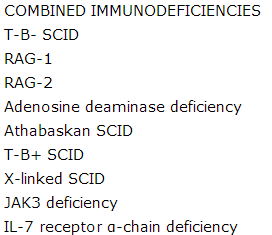 COMBINED IMMUNODEFICIENCIES
T-B- SCID
RAG-1
RAG-2
Adenosine deaminase deficiency
Athabaskan SCID
T-B+ SCID
X-linked SCID
JAK3 deficiency
IL-7 receptor α-chain deficiency